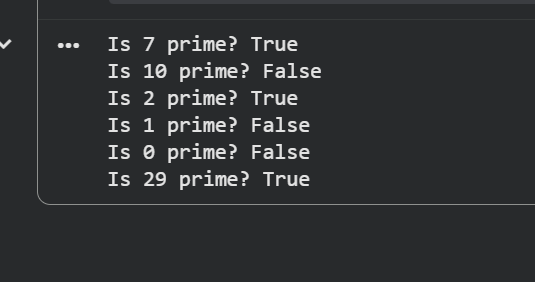 Is 7 prime? True
Is 10 prime? False
Is 2 prime? True
Is 1 prime? False
Is 0 prime? False
Is 29 prime? True